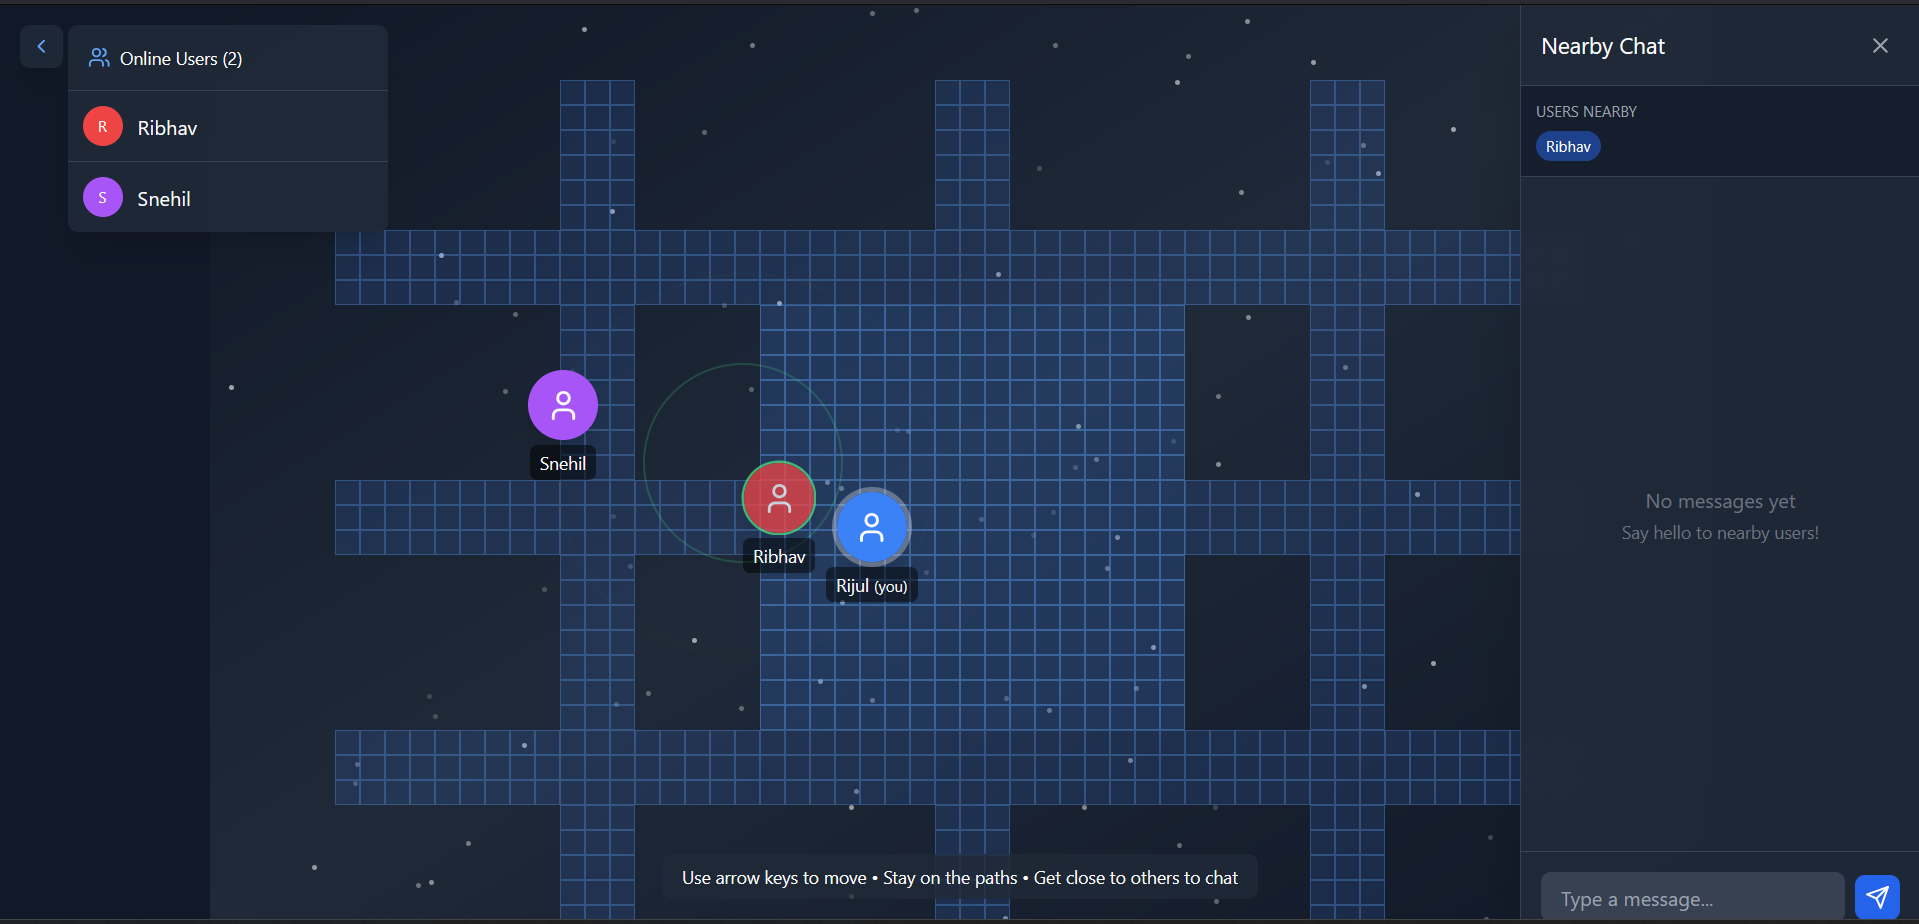 Online Users (2)
R
Ribhav
S
Snehil
Snehil
Ribhav
Rijul (you)
Use arrow keys to move • Stay on the paths • Get close to others to chat
Nearby Chat
USERS NEARBY
Ribhav
No messages yet
Say hello to nearby users!
Type a message...